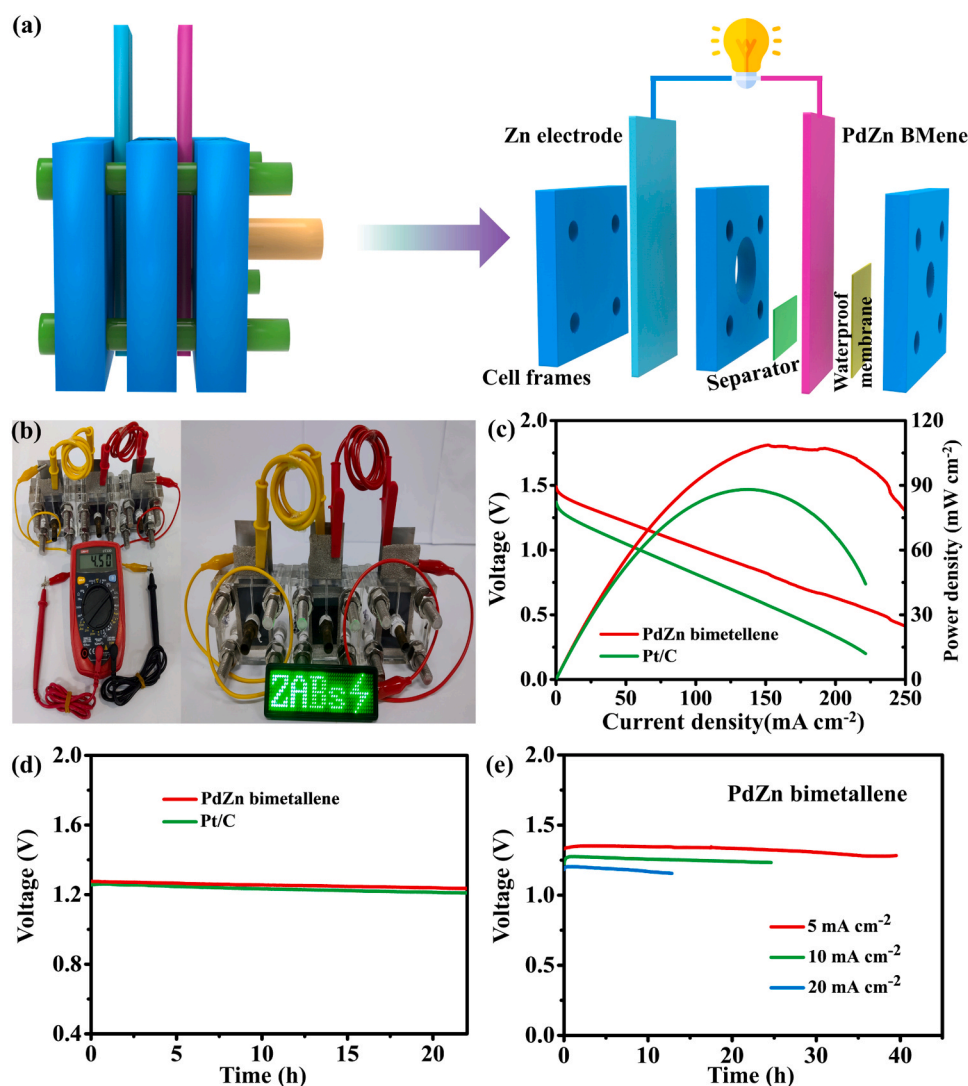 (a)
Zn electrode
PdZn BMene
Cell frames
Separator
Waterproof
membrane
(b)
4.50
ZABs
(c)
2.0
1.5
1.0
0.5
0.0
120
90
60
30
0
Voltage (V)
Power density (mW cm⁻²)
PdZn bimetellene
Pt/C
0
50
100
150
200
250
Current density(mA cm⁻²)
(d)
2.0
1.6
1.2
0.8
0.4
Voltage (V)
PdZn bimetallene
Pt/C
0
5
10
15
20
Time (h)
(e)
2.0
1.5
1.0
0.5
0.0
Voltage (V)
PdZn bimetallene
5 mA cm⁻²
10 mA cm⁻²
20 mA cm⁻²
0
10
20
30
40
Time (h)